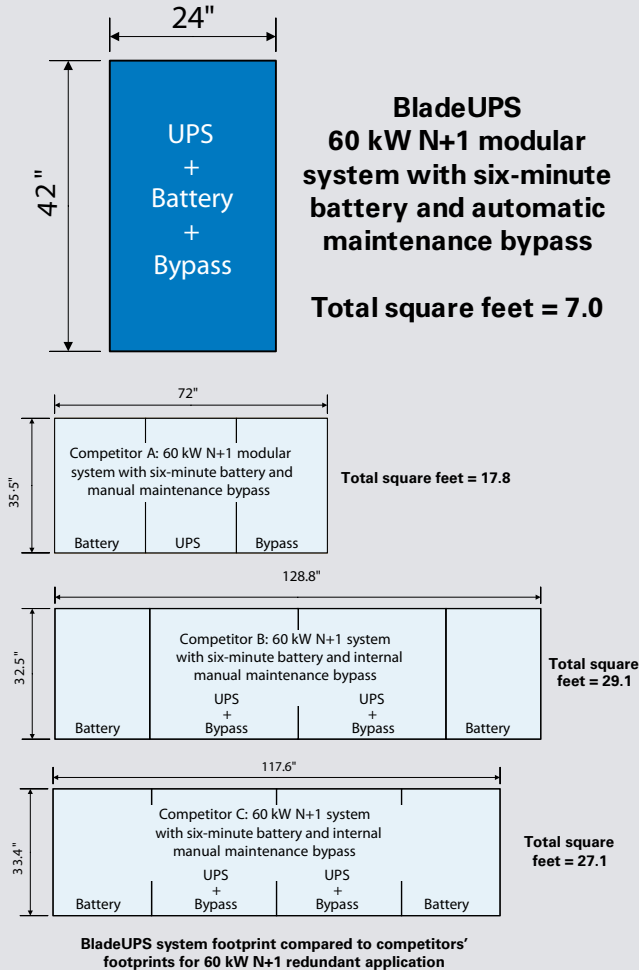 24"
42"
UPS
+
Battery
+
Bypass
BladeUPS
60 kW N+1 modular
system with six-minute
battery and automatic
maintenance bypass
Total square feet = 7.0
72"
35.5"
Competitor A: 60 kW N+1 modular
system with six-minute battery and
manual maintenance bypass
Battery UPS Bypass
Total square feet = 17.8
128.8"
32.5"
Competitor B: 60 kW N+1 system
with six-minute battery and internal
manual maintenance bypass
UPS UPS
+ +
Battery Bypass Bypass Battery
Total square
feet = 29.1
117.6"
33.4"
Competitor C: 60 kW N+1 system
with six-minute battery and internal
manual maintenance bypass
UPS UPS
+ +
Battery Bypass Bypass Battery
Total square
feet = 27.1
BladeUPS system footprint compared to competitors'
footprints for 60 kW N+1 redundant application